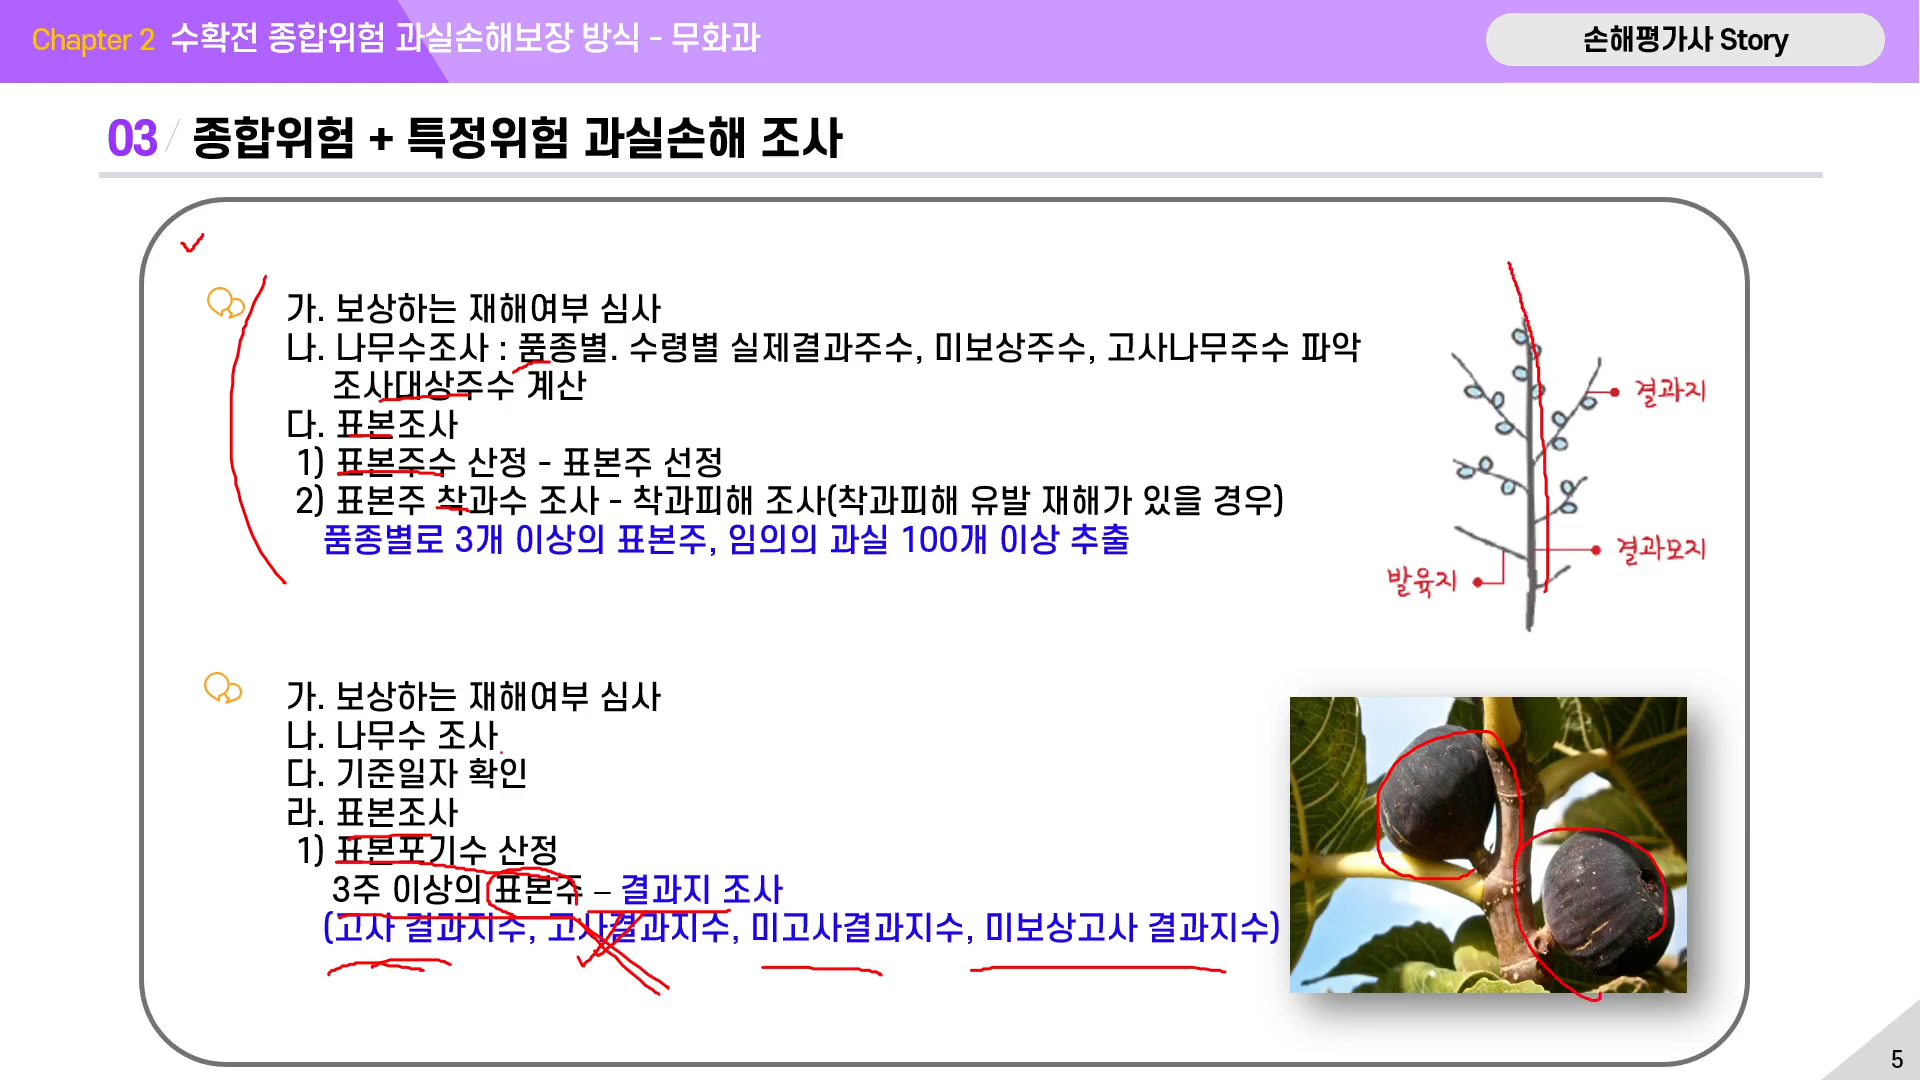 Chapter 2 수확전 종합위험 과실손해보장 방식 - 무화과
손해평가사 Story
03 / 종합위험 + 특정위험 과실손해 조사
가. 보상하는 재해여부 심사
나. 나무수조사 : 품종별. 수령별 실제결과주수, 미보상주수, 고사나무주수 파악
조사대상주수 계산
다. 표본조사
1) 표본주수 산정 - 표본주 선정
2) 표본주 착과수 조사 - 착과피해 조사(착과피해 유발 재해가 있을 경우)
품종별로 3개 이상의 표본주, 임의의 과실 100개 이상 추출
결과지
결과모지
발육지
가. 보상하는 재해여부 심사
나. 나무수 조사
다. 기준일자 확인
라. 표본조사
1) 표본포기수 산정
3주 이상의 표본주 – 결과지 조사
(고사 결과지수, 고사결과지수, 미고사결과지수, 미보상고사 결과지수)
5